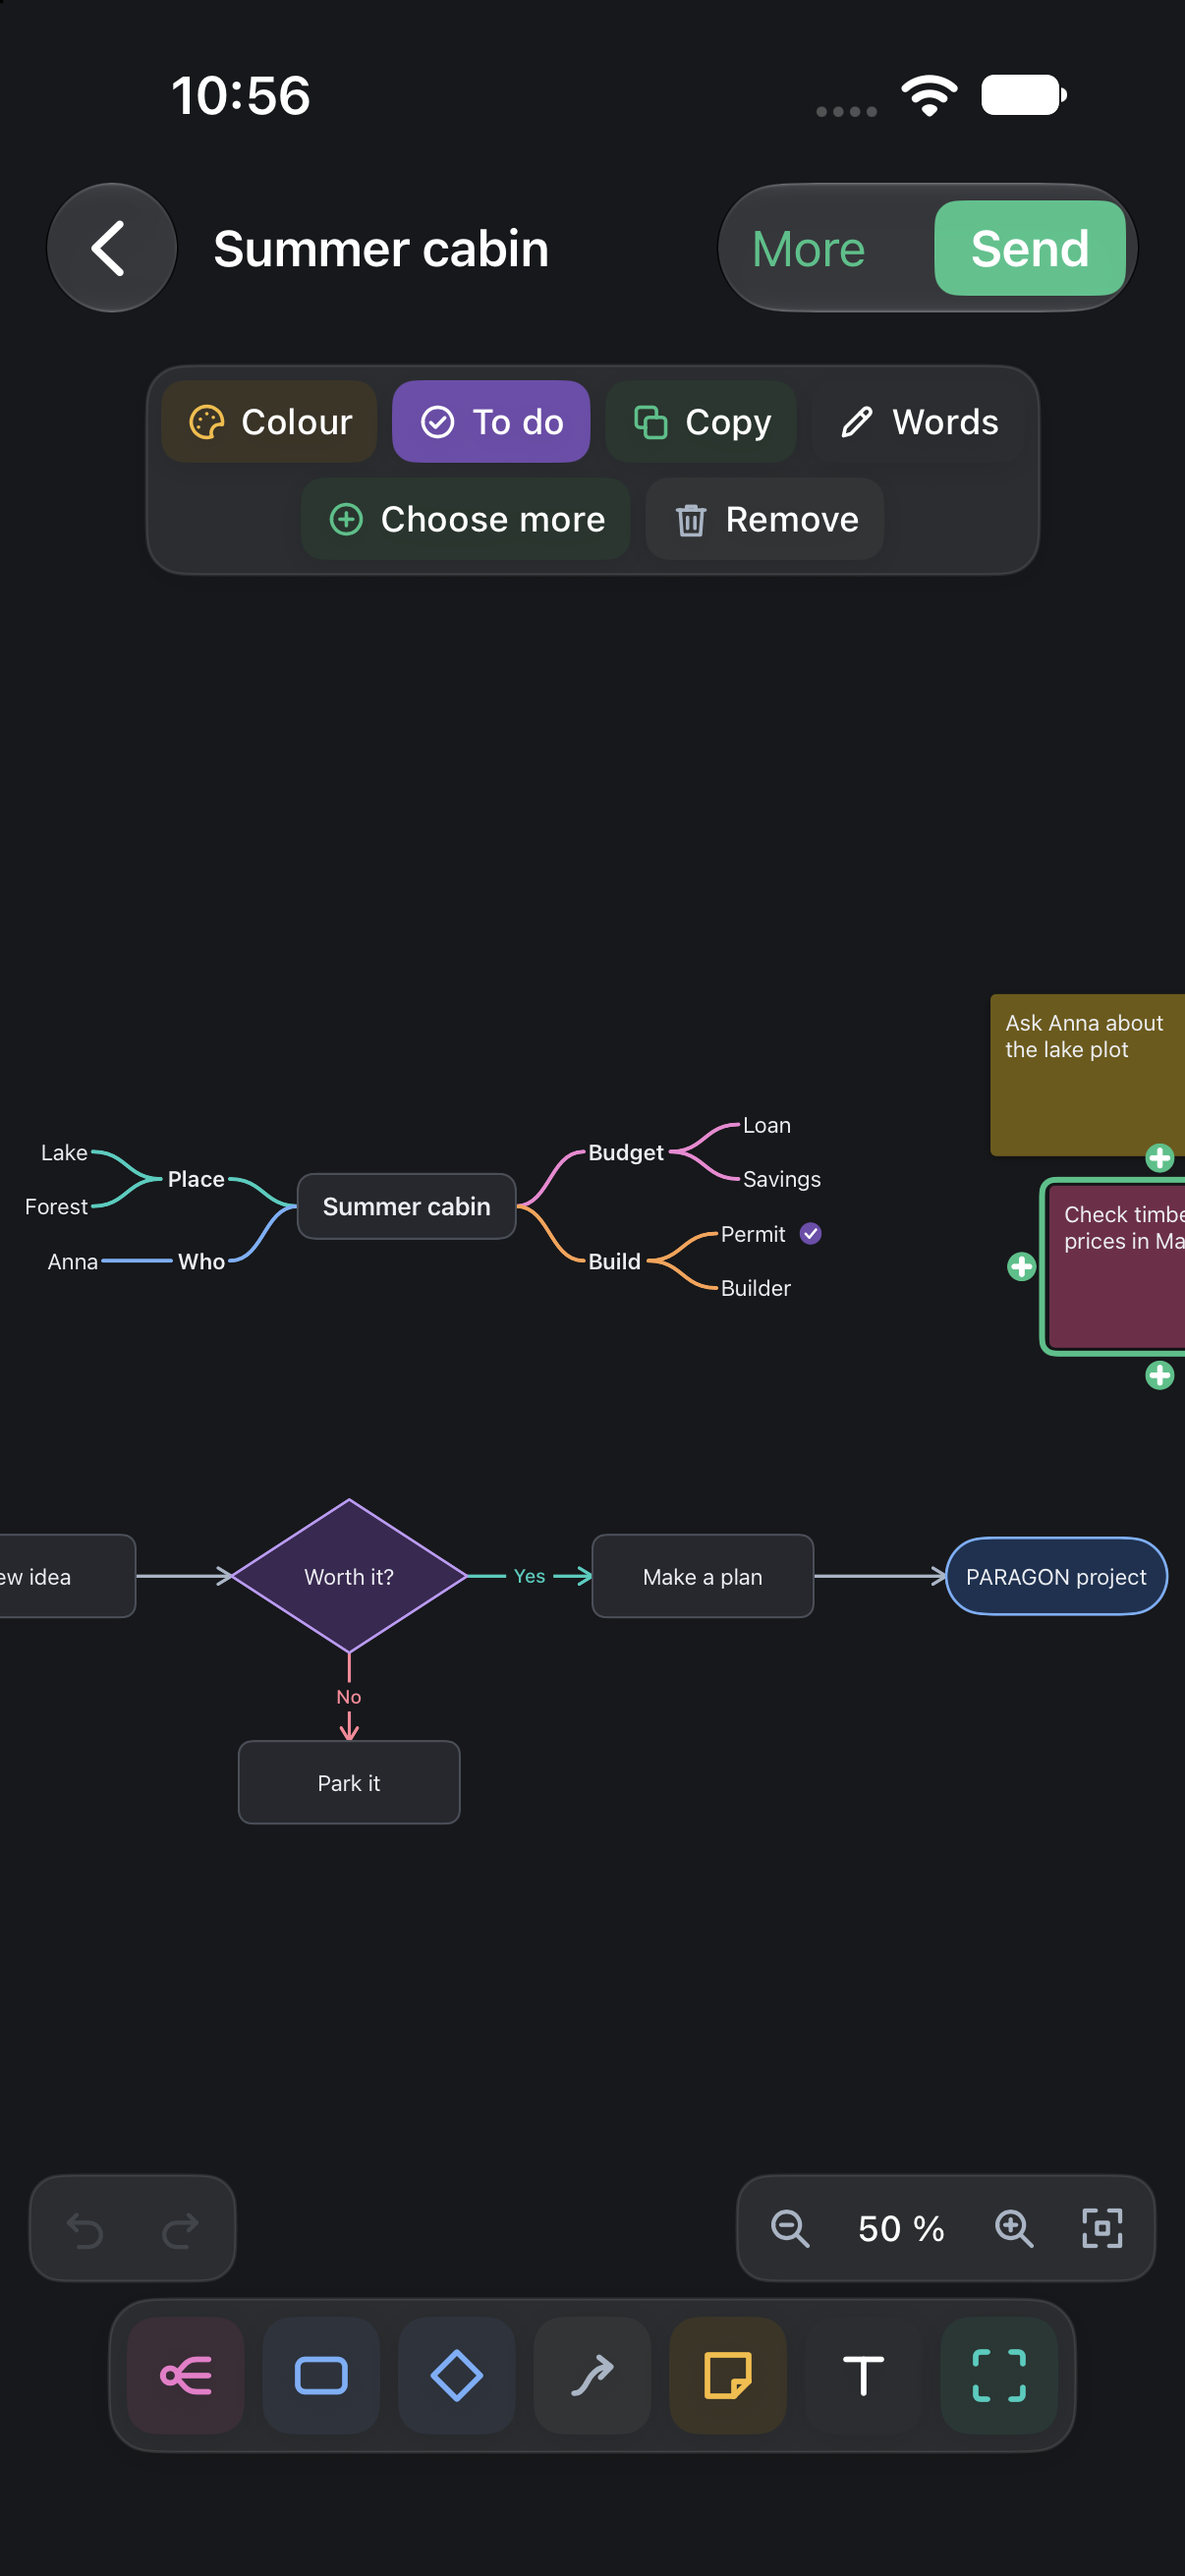 10:56
Summer cabin
More
Send
Colour
To do
Copy
Words
Choose more
Remove
Ask Anna about
the lake plot
Check timbe
prices in Ma
Lake
Forest
Place
Anna
Who
Summer cabin
Budget
Loan
Savings
Build
Permit
Builder
ew idea
Worth it?
Yes
Make a plan
PARAGON project
No
Park it
50 %